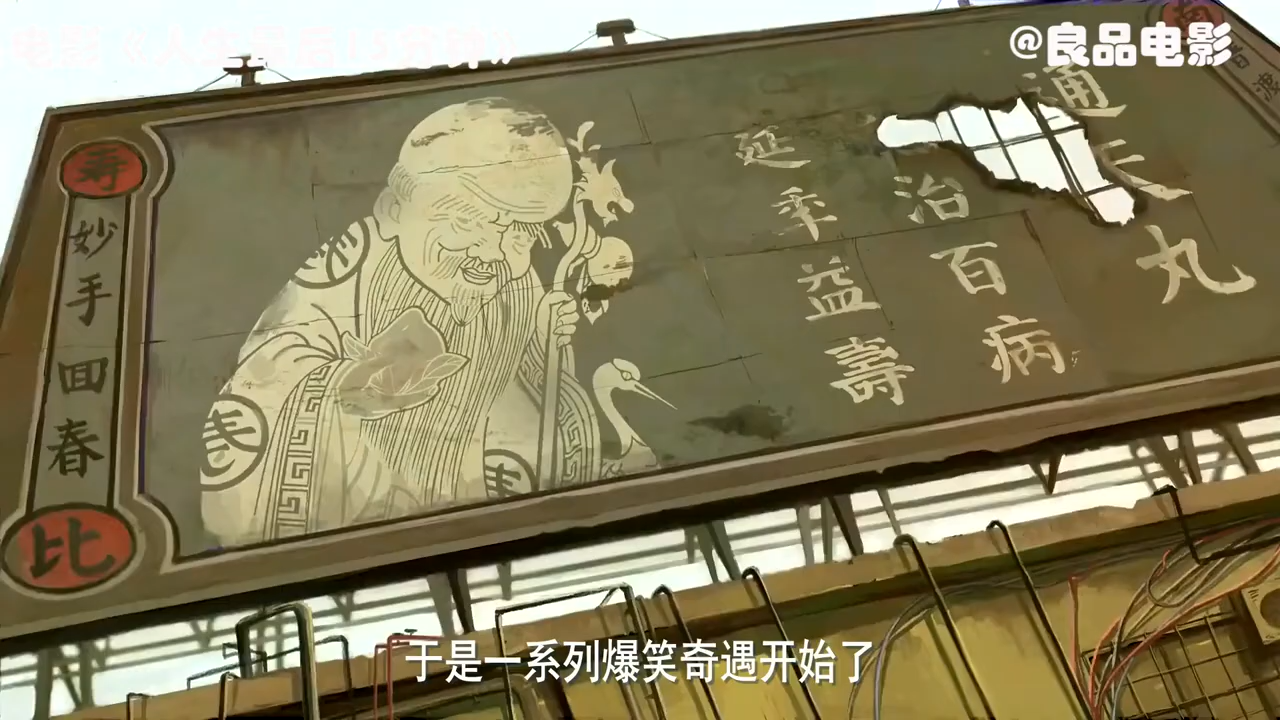 @良品电影
通天丸
治百病
延年益壽
寿
妙手回春
比
于是一系列爆笑奇遇开始了